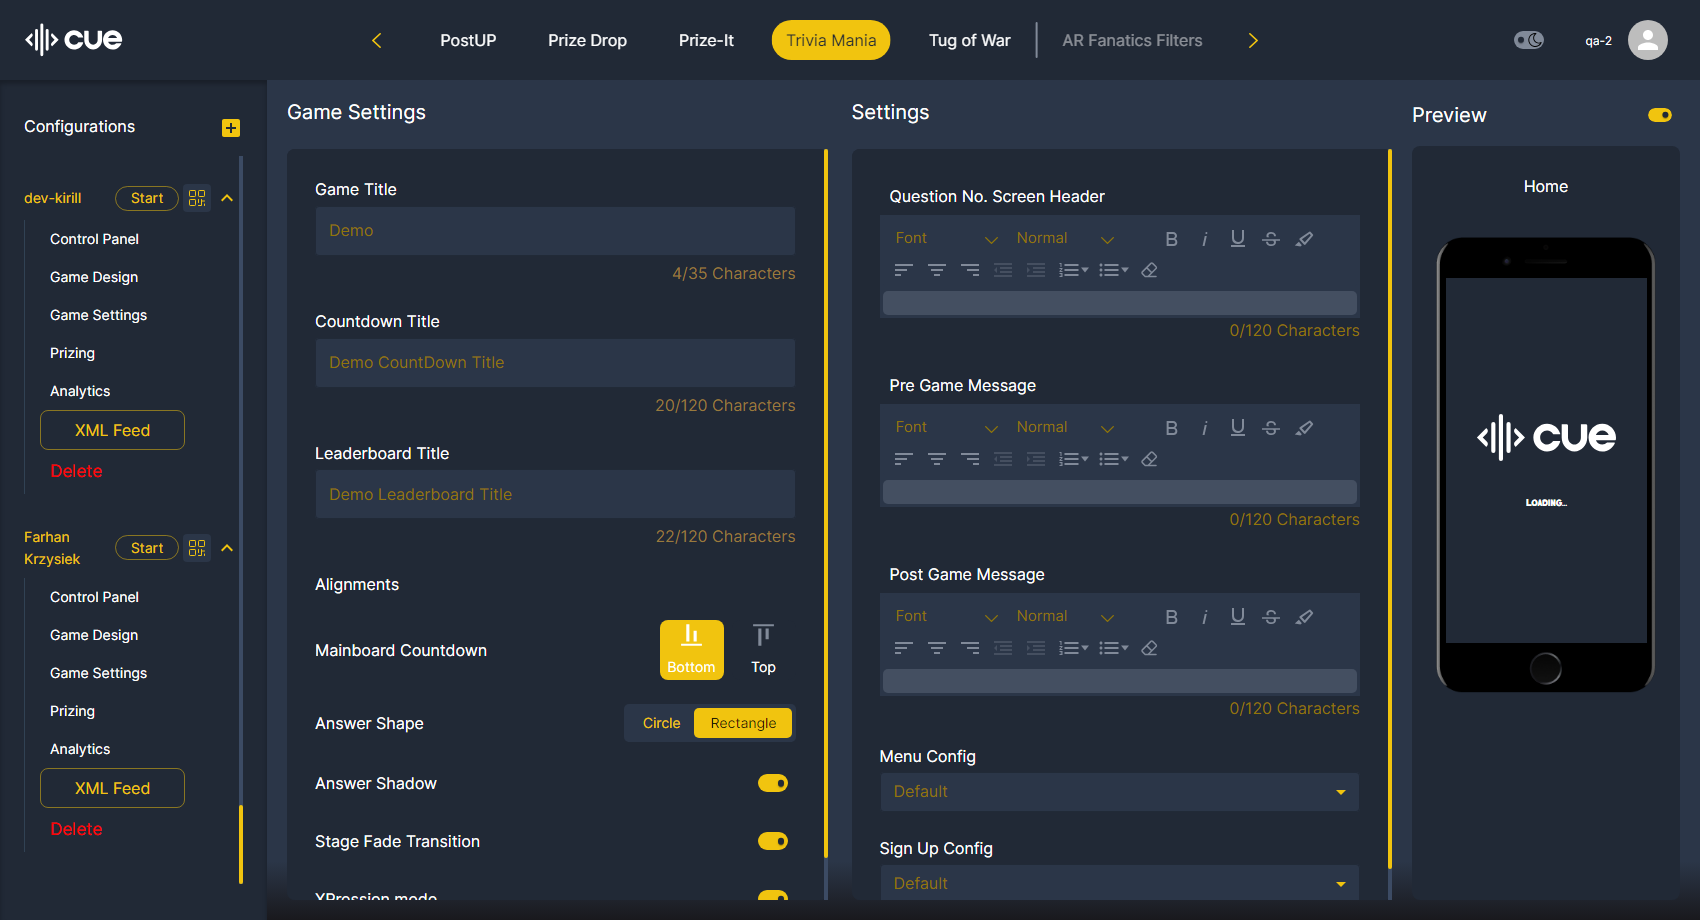 cue
PostUP
Prize Drop
Prize-It
Trivia Mania
Tug of War
AR Fanatics Filters
qa-2
Configurations
dev-kirill
Start
Control Panel
Game Design
Game Settings
Prizing
Analytics
XML Feed
Delete
Farhan
Krzysiek
Start
Control Panel
Game Design
Game Settings
Prizing
Analytics
XML Feed
Delete
Game Settings
Game Title
Demo
4/35 Characters
Countdown Title
Demo CountDown Title
20/120 Characters
Leaderboard Title
Demo Leaderboard Title
22/120 Characters
Alignments
Mainboard Countdown
Bottom
Top
Answer Shape
Circle
Rectangle
Answer Shadow
Stage Fade Transition
XPression mode
Settings
Question No. Screen Header
Font
Normal
0/120 Characters
Pre Game Message
Font
Normal
0/120 Characters
Post Game Message
Font
Normal
0/120 Characters
Menu Config
Default
Sign Up Config
Default
Preview
Home
cue
LOADING...